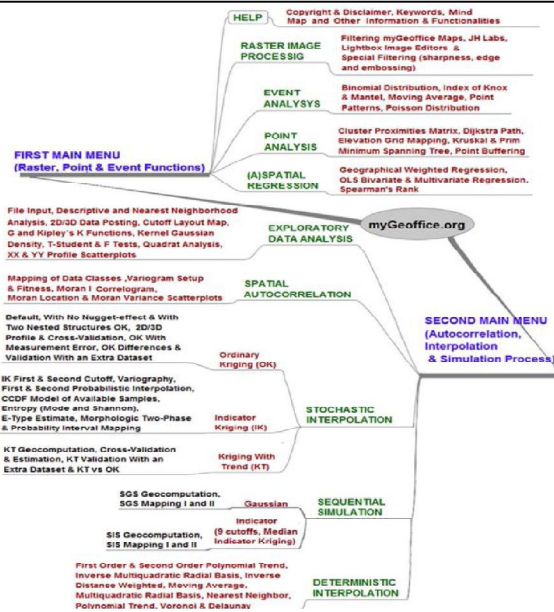 HELP
Copyright & Disclaimer, Keywords, Mind
Map and Other Information & Functionalities
RASTER IMAGE
PROCESSIG
Filtering myGeoffice Maps, JH Labs,
Lightbox Image Editors &
Special Filtering (sharpness, edge
and embossing)
EVENT
ANALYSYS
Binomial Distribution, Index of Knox
& Mantel, Moving Average, Point
Patterns, Poisson Distribution
POINT
ANALYSIS
Cluster Proximities Matrix, Dijkstra Path,
Elevation Grid Mapping, Kruskal & Prim
Minimum Spanning Tree, Point Buffering
FIRST MAIN MENU
(Raster, Point & Event Functions)
(A)SPATIAL
REGRESSION
Geographical Weighted Regression,
OLS Bivariate & Multivariate Regression.
Spearman's Rank
myGeoffice.org
File Input, Descriptive and Nearest Neighborhood
Analysis, 2D/3D Data Posting, Cutoff Layout Map,
G and Kipley's K Functions, Kernel Gaussian
Density, T-Student & F Tests, Quadrat Analysis,
XX & YY Profile Scatterplots
EXPLORATORY
DATA ANALYSIS
Mapping of Data Classes ,Variogram Setup
& Fitness, Moran I Correlogram,
Moran Location & Moran Variance Scatterplots
SPATIAL
AUTOCORRELATION
SECOND MAIN MENU
(Autocorrelation,
Interpolation
& Simulation Process)
Default, With No Nugget-effect & With
Two Nested Structures OK, 2D/3D
Profile & Cross-Validation, OK With
Measurement Error, OK Differences &
Validation With an Extra Dataset
Ordinary
Kriging (OK)
IK First & Second Cutoff, Variography,
First & Second Probabilistic Interpolation,
CCDF Model of Available Samples,
Entropy (Mode and Shannon),
E-Type Estimate, Morphologic Two-Phase
& Probability Interval Mapping
Indicator
Kriging (IK)
STOCHASTIC
INTERPOLATION
KT Geocomputation, Cross-Validation
& Estimation, KT Validation With an
Extra Dataset & KT vs OK
Kriging With
Trend (KT)
SGS Geocomputation,
SGS Mapping I and II
Gaussian
SEQUENTIAL
SIMULATION
SIS Geocomputation,
SIS Mapping I and II
Indicator
(9 cutoffs, Median
Indicator Kriging)
First Order & Second Order Polynomial Trend,
Inverse Multiquadratic Radial Basis, Inverse
Distance Weighted, Moving Average,
Multiquadratic Radial Basis, Nearest Neighbor,
Polynomial Trend, Voronoi & Delaunay
DETERMINISTIC
INTERPOLATION